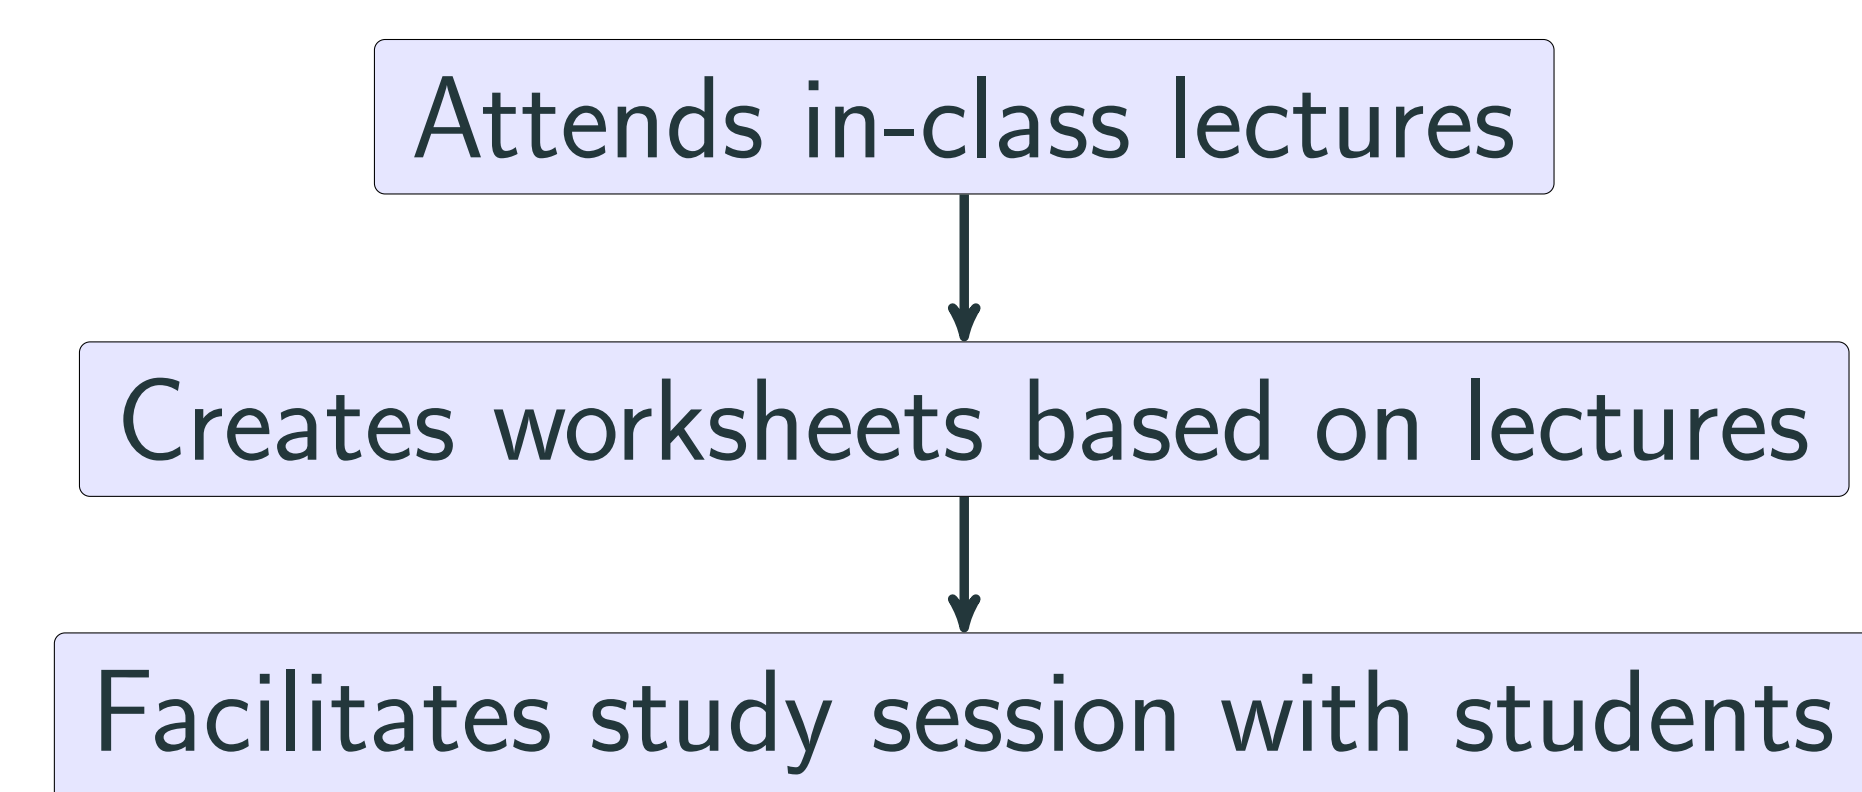 Attends in-class lectures
Creates worksheets based on lectures
Facilitates study session with students